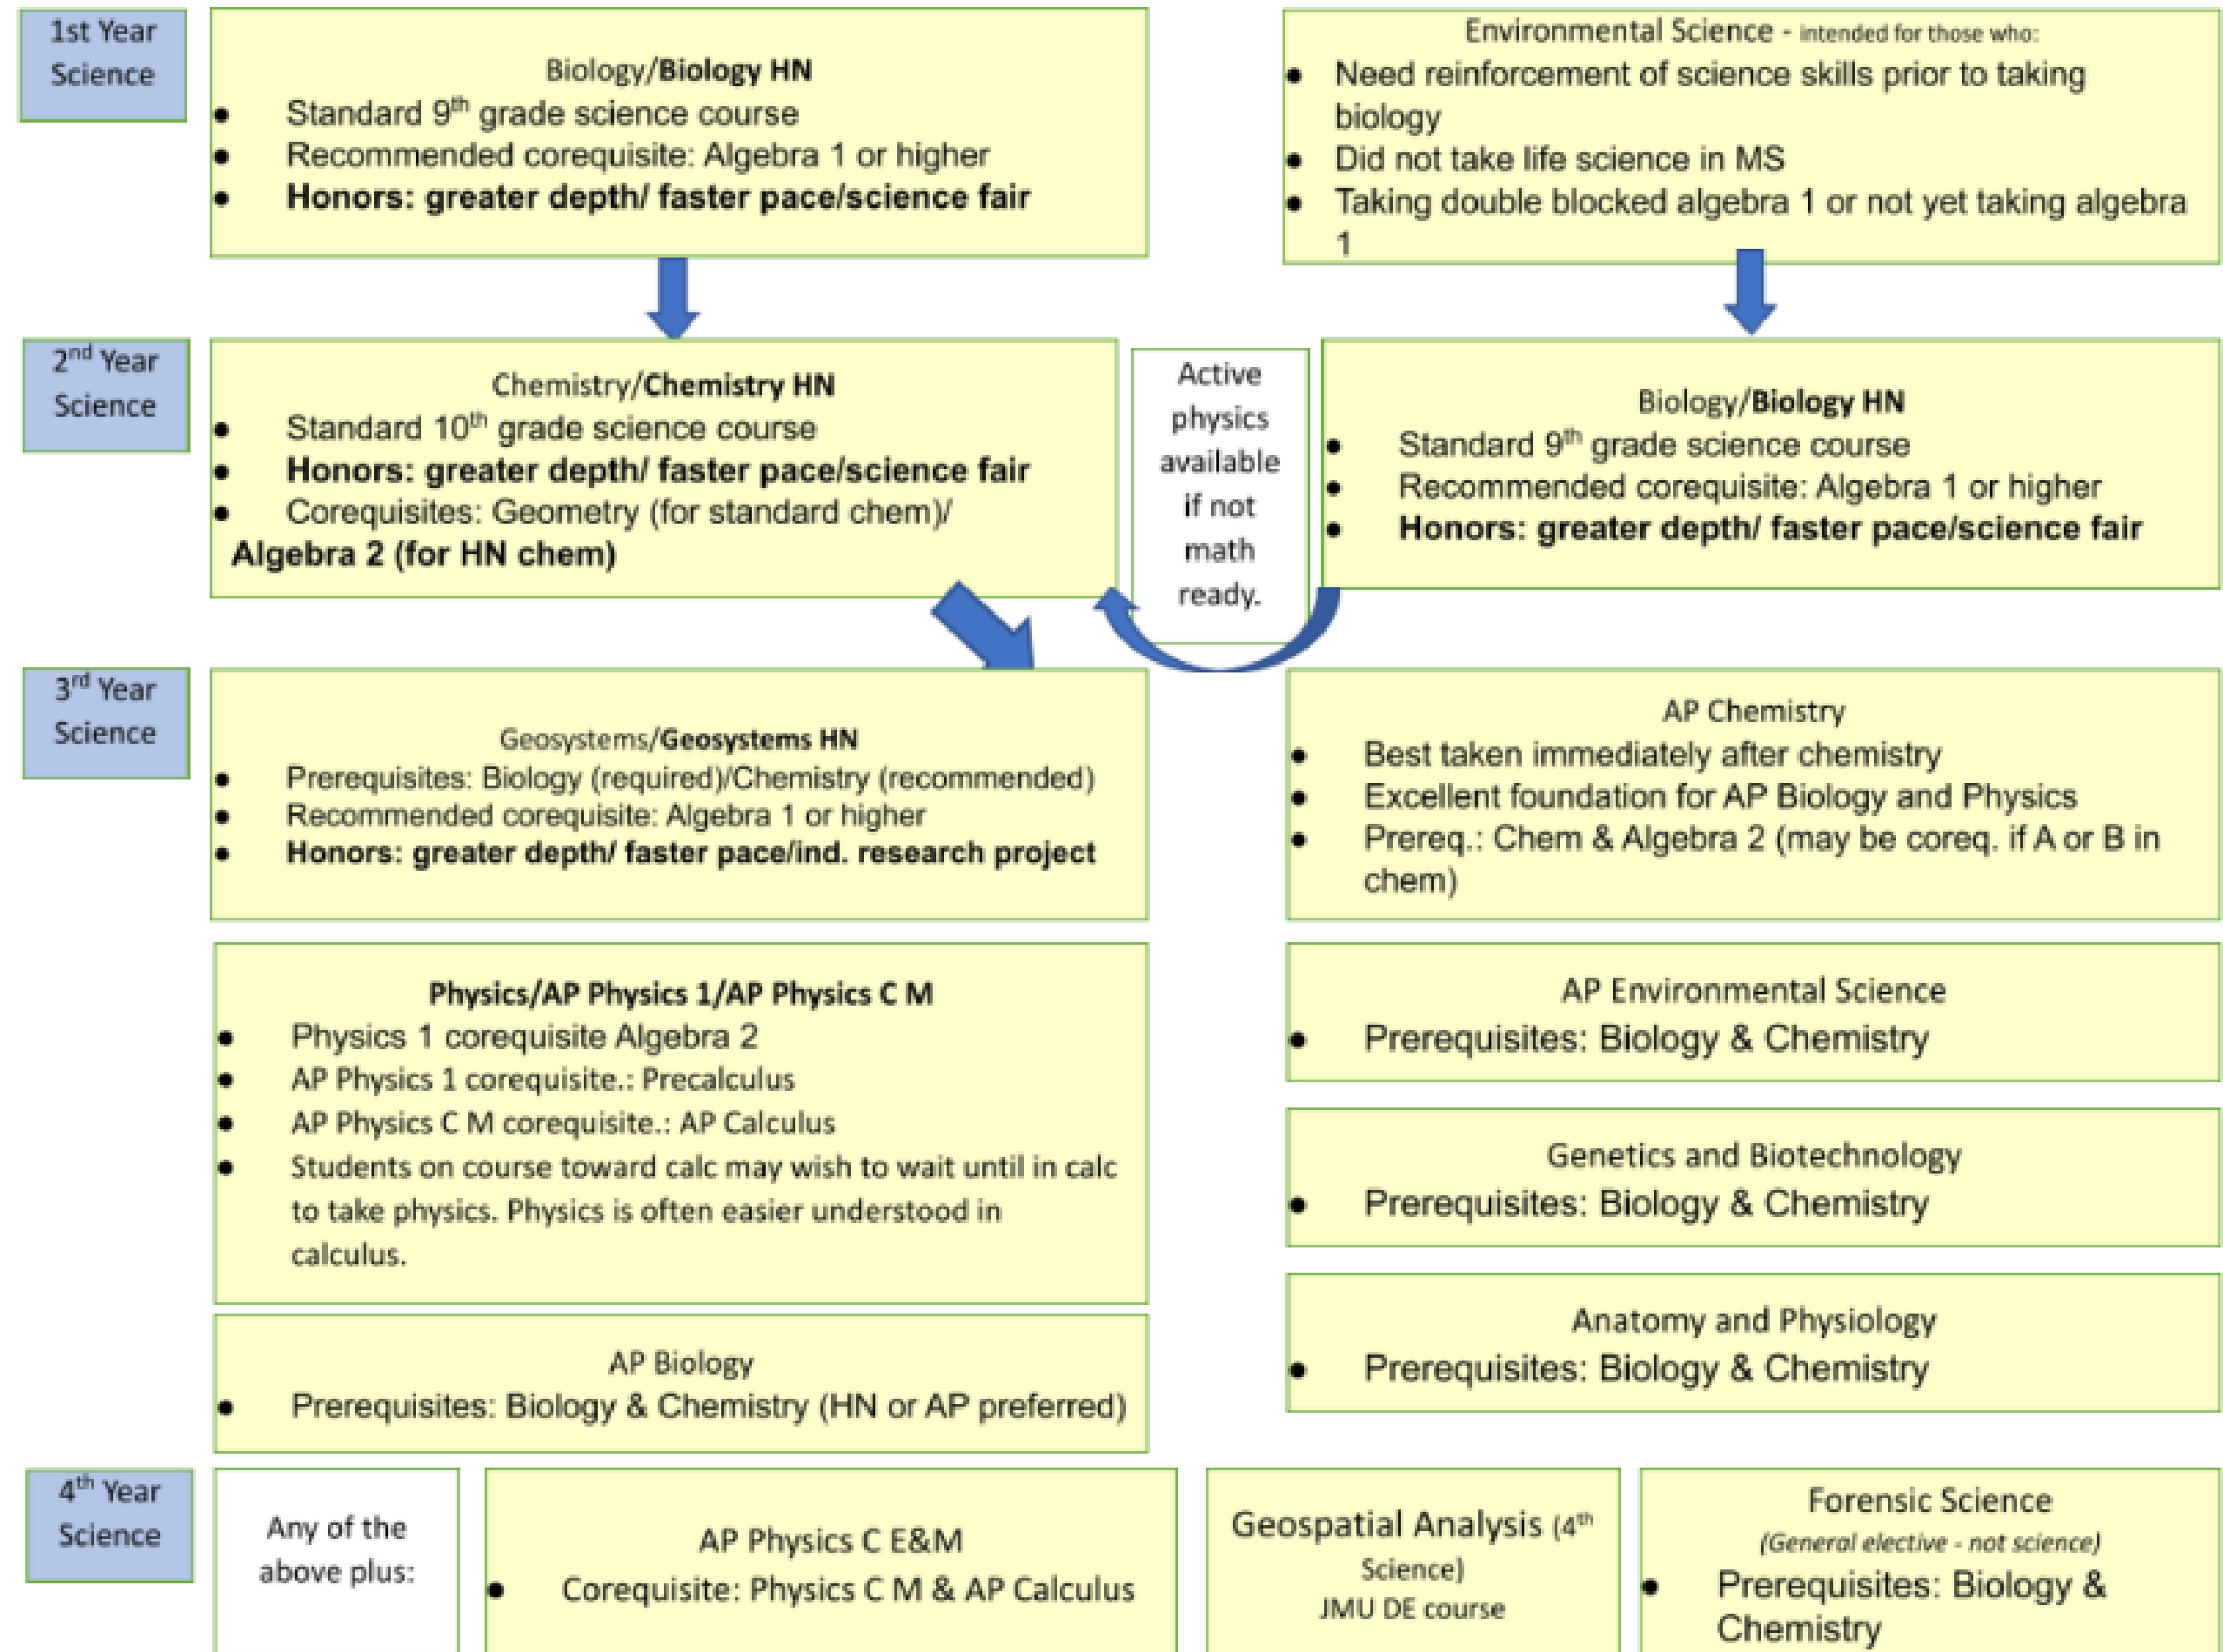 1st Year
Science
Biology/Biology HN
● Standard 9th grade science course
● Recommended corequisite: Algebra 1 or higher
● Honors: greater depth/ faster pace/science fair
Environmental Science - intended for those who:
● Need reinforcement of science skills prior to taking
biology
● Did not take life science in MS
● Taking double blocked algebra 1 or not yet taking algebra
1
2nd Year
Science
Chemistry/Chemistry HN
● Standard 10th grade science course
● Honors: greater depth/ faster pace/science fair
● Corequisites: Geometry (for standard chem)/
Algebra 2 (for HN chem)
Active
physics
available
if not
math
ready.
Biology/Biology HN
● Standard 9th grade science course
● Recommended corequisite: Algebra 1 or higher
● Honors: greater depth/ faster pace/science fair
3rd Year
Science
Geosystems/Geosystems HN
● Prerequisites: Biology (required)/Chemistry (recommended)
● Recommended corequisite: Algebra 1 or higher
● Honors: greater depth/ faster pace/ind. research project
AP Chemistry
● Best taken immediately after chemistry
● Excellent foundation for AP Biology and Physics
● Prereq.: Chem & Algebra 2 (may be coreq. if A or B in
chem)
Physics/AP Physics 1/AP Physics C M
● Physics 1 corequisite Algebra 2
● AP Physics 1 corequisite.: Precalculus
● AP Physics C M corequisite.: AP Calculus
● Students on course toward calc may wish to wait until in calc
to take physics. Physics is often easier understood in
calculus.
AP Environmental Science
● Prerequisites: Biology & Chemistry
Genetics and Biotechnology
● Prerequisites: Biology & Chemistry
AP Biology
● Prerequisites: Biology & Chemistry (HN or AP preferred)
Anatomy and Physiology
● Prerequisites: Biology & Chemistry
4th Year
Science
Any of the
above plus:
AP Physics C E&M
● Corequisite: Physics C M & AP Calculus
Geospatial Analysis (4th
Science)
JMU DE course
Forensic Science
(General elective - not science)
● Prerequisites: Biology &
Chemistry